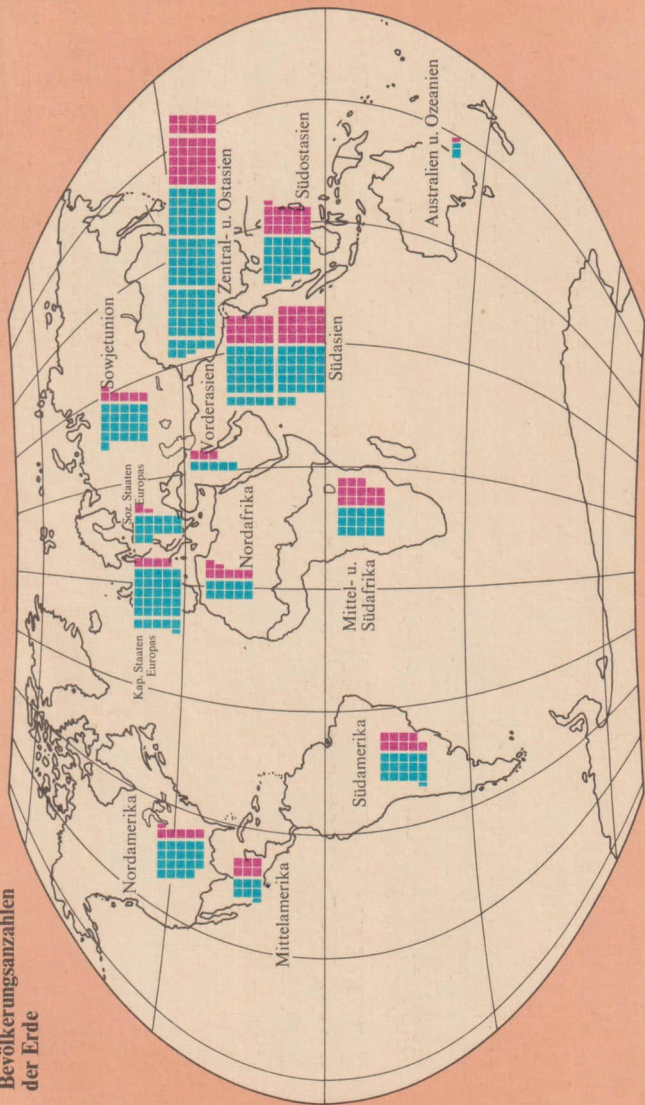 Bevölkerungsanzahlen
der Erde
Nordamerika
Mittelamerika
Südamerika
Kap. Staaten
Europas
Soz. Staaten
Europas
Sowjetunion
Vorderasien
Nordafrika
Mittel- u.
Südafrika
Zentral- u. Ostasien
Südasien
Südostasien
Australien u. Ozeanien